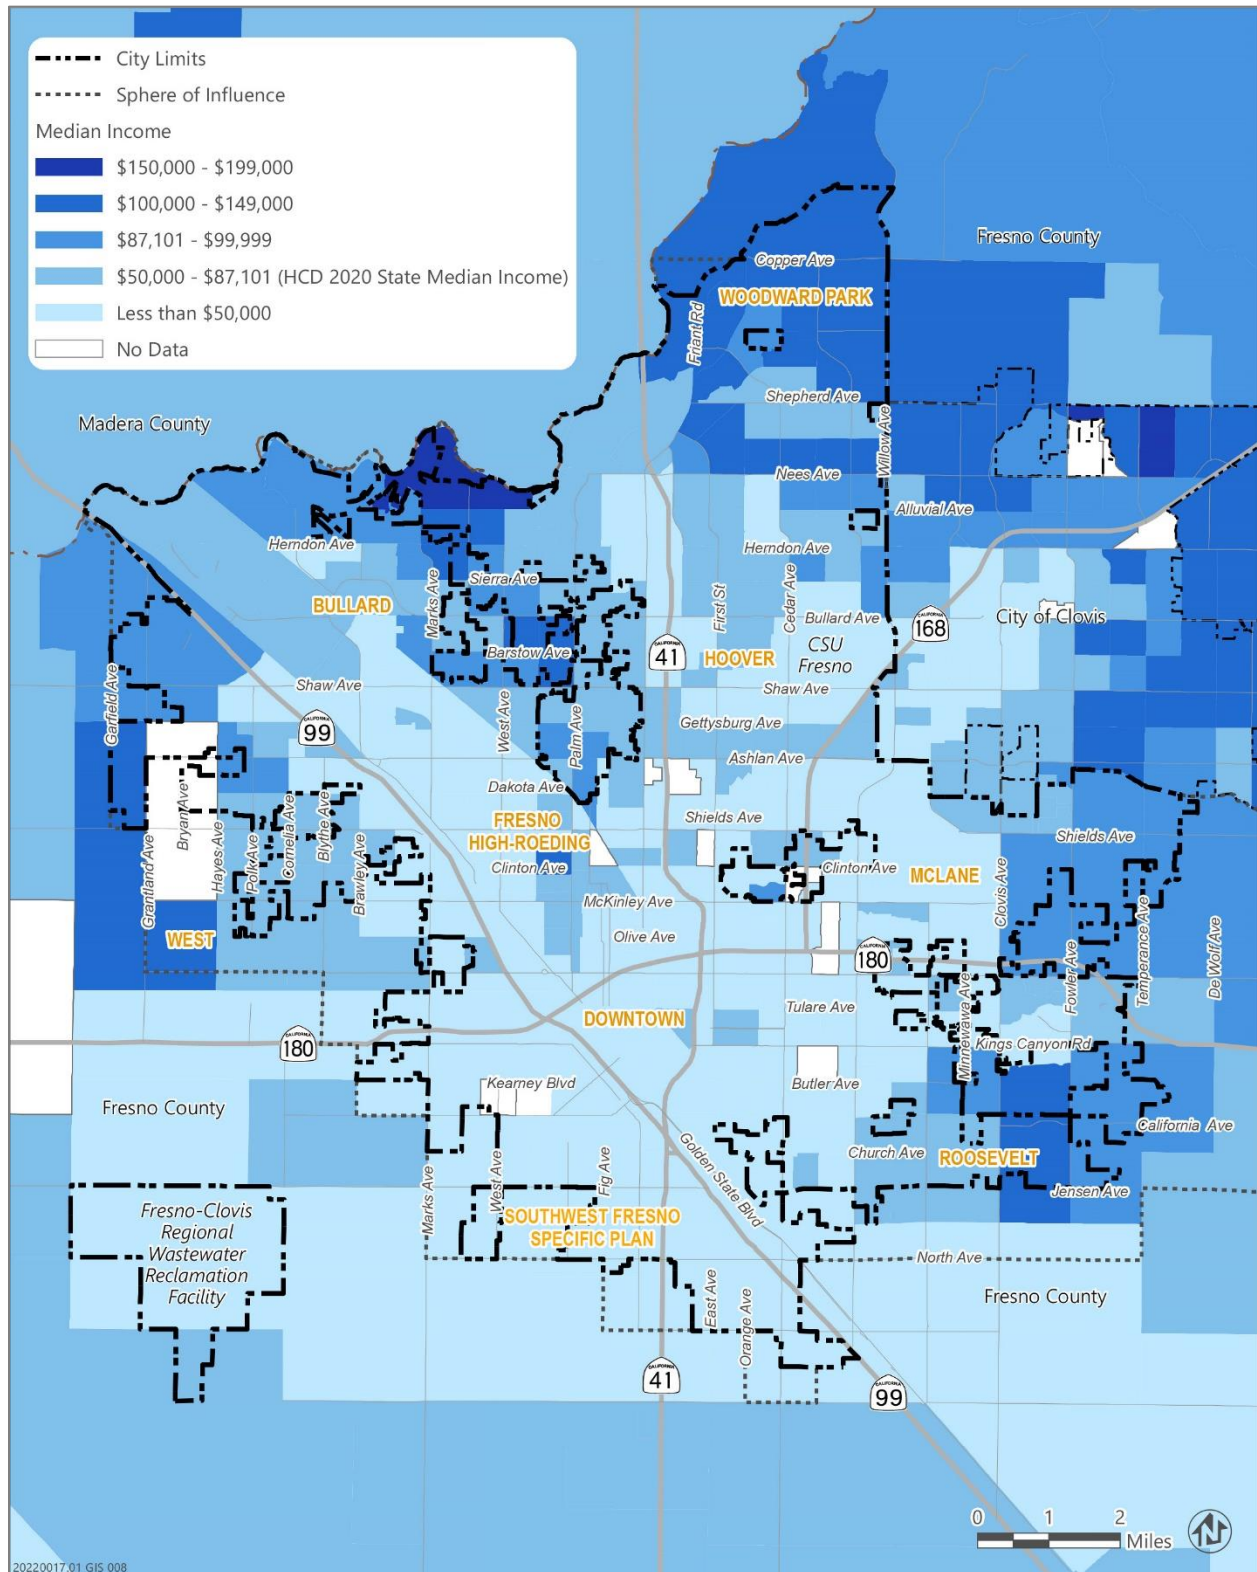 City Limits
Sphere of Influence
Median Income
$150,000 - $199,000
$100,000 - $149,000
$87,101 - $99,999
$50,000 - $87,101 (HCD 2020 State Median Income)
Less than $50,000
No Data
Fresno County
Copper Ave
WOODWARD PARK
Friant Rd
Shepherd Ave
Madera County
Willow Ave
Nees Ave
Alluvial Ave
Herndon Ave
Herndon Ave
Sierra Ave
BULLARD
Marks Ave
First St
Cedar Ave
Bullard Ave
CALIFORNIA
168
City of Clovis
Barstow Ave
CALIFORNIA
41
HOOVER
CSU
Fresno
Shaw Ave
Shaw Ave
Garfield Ave
CALIFORNIA
99
West Ave
Palm Ave
Gettysburg Ave
Ashlan Ave
Dakota Ave
Bryan Ave
Cornelia Ave
Blythe Ave
FRESNO
HIGH-ROEDING
Shields Ave
Shields Ave
Grantland Ave
Hayes Ave
Polk Ave
Brawley Ave
Clinton Ave
Clinton Ave
MCLANE
Clovis Ave
McKinley Ave
WEST
Olive Ave
CALIFORNIA
180
Fowler Ave
Temperance Ave
DeWolf Ave
DOWNTOWN
Tulare Ave
Minnewawa Ave
CALIFORNIA
180
Kings Canyon Rd
Kearney Blvd
Butler Ave
Fresno County
California Ave
Golden State Blvd
Church Ave
ROOSEVELT
Marks Ave
West Ave
Fig Ave
Jensen Ave
Fresno-Clovis
Regional
Wastewater
Reclamation
Facility
SOUTHWEST FRESNO
SPECIFIC PLAN
North Ave
East Ave
Orange Ave
Fresno County
CALIFORNIA
41
CALIFORNIA
99
0 1 2
Miles
N
20220017.01 GIS 008